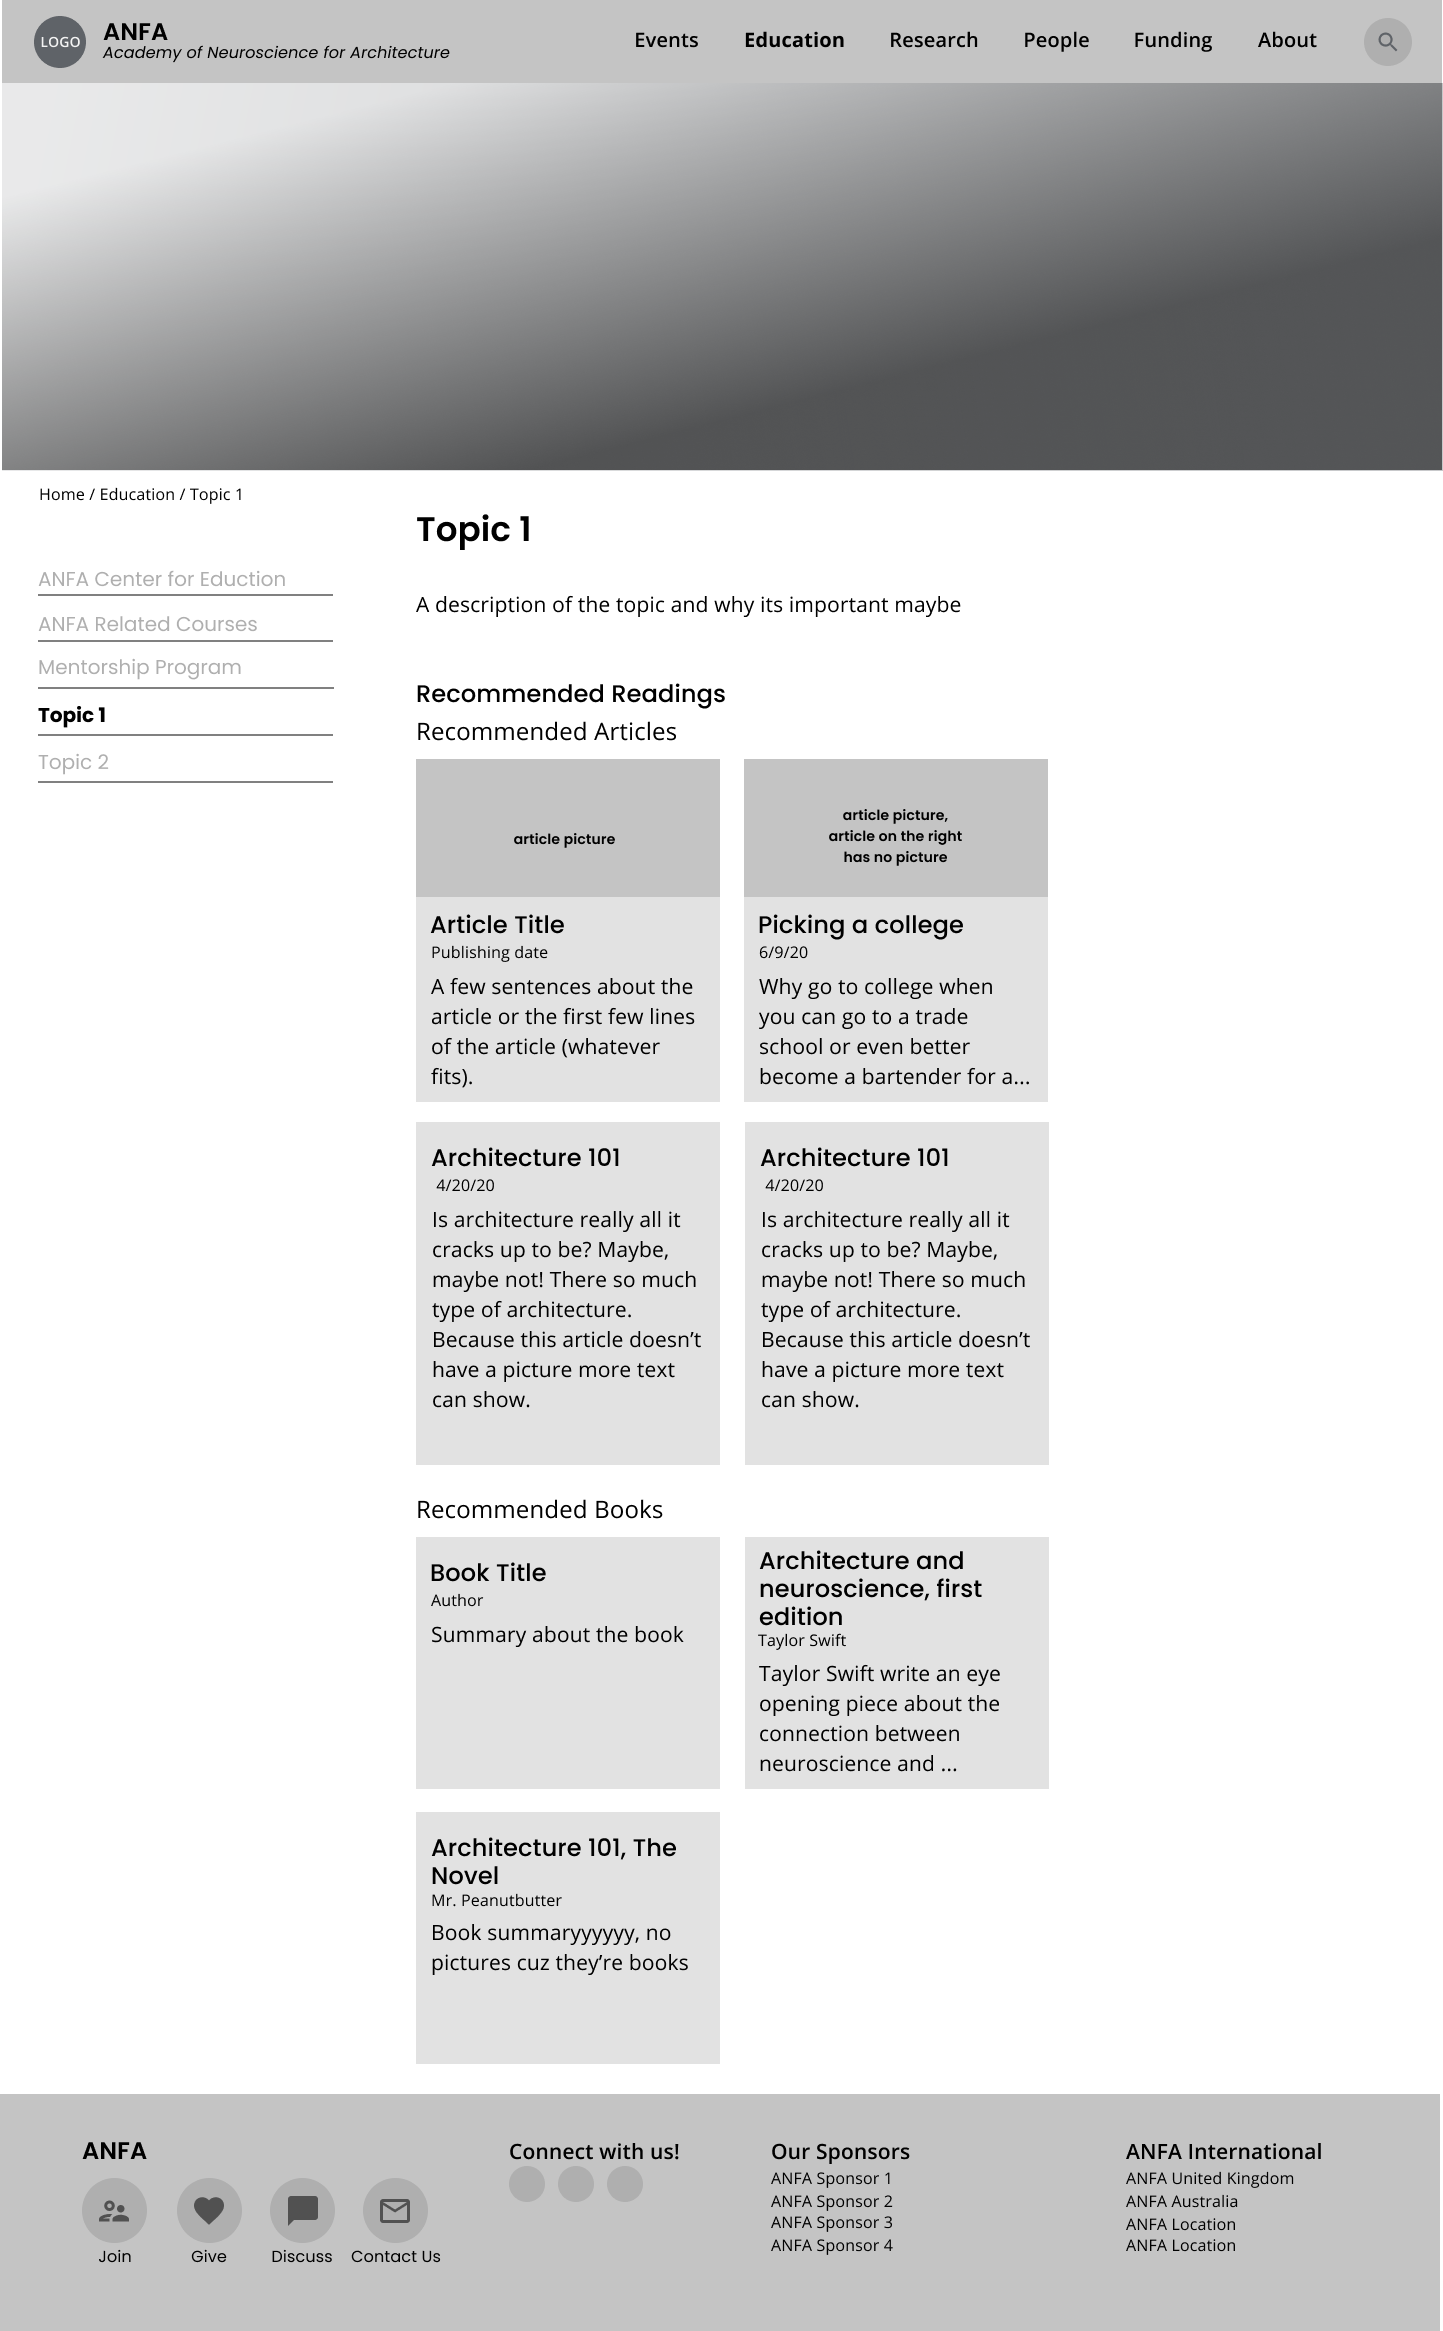 LOGO
ANFA
Academy of Neuroscience for Architecture
Events Education Research People Funding About
Home / Education / Topic 1
ANFA Center for Eduction
ANFA Related Courses
Mentorship Program
Topic 1
Topic 2
Topic 1
A description of the topic and why its important maybe
Recommended Readings
Recommended Articles
article picture
Article Title
Publishing date
A few sentences about the
article or the first few lines
of the article (whatever
fits).
article picture,
article on the right
has no picture
Picking a college
6/9/20
Why go to college when
you can go to a trade
school or even better
become a bartender for a...
Architecture 101
4/20/20
Is architecture really all it
cracks up to be? Maybe,
maybe not! There so much
type of architecture.
Because this article doesn’t
have a picture more text
can show.
Architecture 101
4/20/20
Is architecture really all it
cracks up to be? Maybe,
maybe not! There so much
type of architecture.
Because this article doesn’t
have a picture more text
can show.
Recommended Books
Book Title
Author
Summary about the book
Architecture and
neuroscience, first
edition
Taylor Swift
Taylor Swift write an eye
opening piece about the
connection between
neuroscience and ...
Architecture 101, The
Novel
Mr. Peanutbutter
Book summaryyyyyy, no
pictures cuz they’re books
ANFA
Join Give Discuss Contact Us
Connect with us!
Our Sponsors
ANFA Sponsor 1
ANFA Sponsor 2
ANFA Sponsor 3
ANFA Sponsor 4
ANFA International
ANFA United Kingdom
ANFA Australia
ANFA Location
ANFA Location